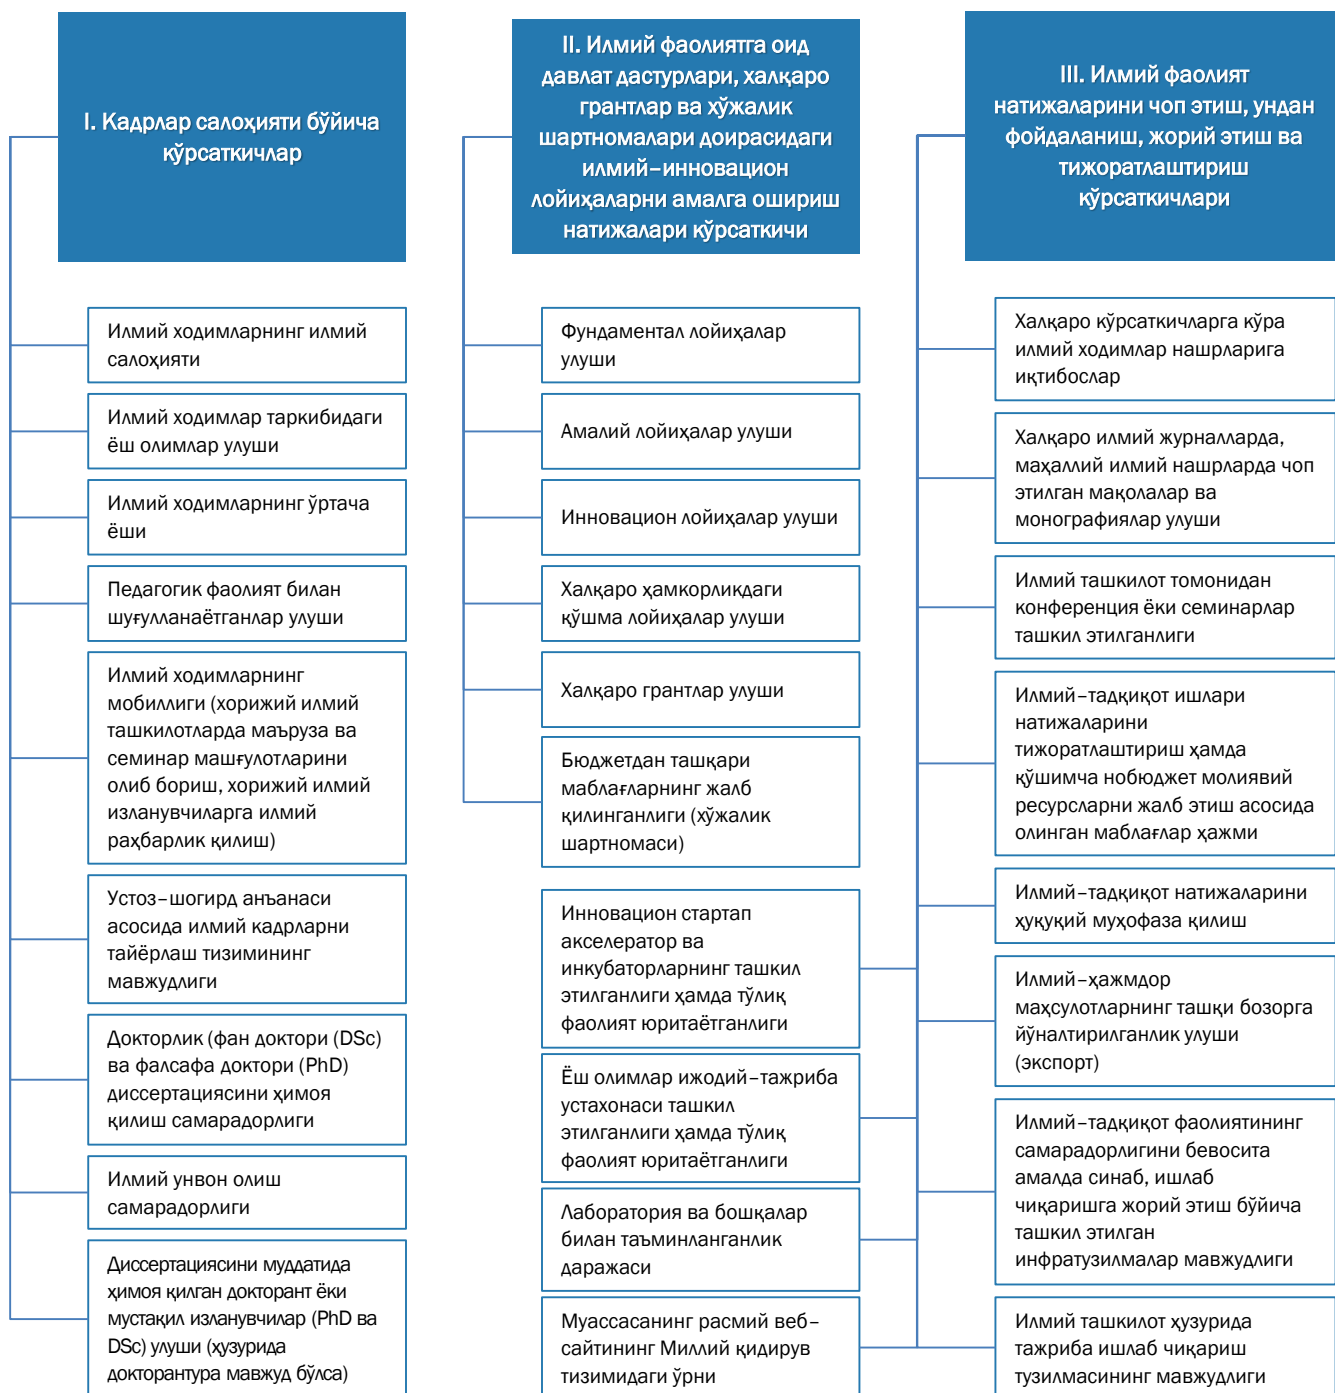 I. Кадрлар салоҳияти бўйича
кўрсаткичлар
Илмий ходимларнинг илмий
салоҳияти
Илмий ходимлар таркибидаги
ёш олимлар улуши
Илмий ходимларнинг ўртача
ёши
Педагогик фаолият билан
шуғулланаётганлар улуши
Илмий ходимларнинг
мобиллиги (хорижий илмий
ташкилотларда маъруза ва
семинар машғулотларини
олиб бориш, хорижий илмий
изланувчиларга илмий
раҳбарлик қилиш)
Устоз–шогирд анъанаси
асосида илмий кадрларни
тайёрлаш тизимининг
мавжудлиги
Докторлик (фан доктори (DSc)
ва фалсафа доктори (PhD)
диссертациясини ҳимоя
қилиш самарадорлиги
Илмий унвон олиш
самарадорлиги
Диссертациясини муддатида
ҳимоя қилган докторант ёки
мустақил изланувчилар (PhD ва
DSc) улуши (ҳузурида
докторантура мавжуд бўлса)
II. Илмий фаолиятга оид
давлат дастурлари, халқаро
грантлар ва хўжалик
шартномалари доирасидаги
илмий–инновацион
лойиҳаларни амалга ошириш
натижалари кўрсаткичи
Фундаментал лойиҳалар
улуши
Амалий лойиҳалар улуши
Инновацион лойиҳалар улуши
Халқаро ҳамкорликдаги
қўшма лойиҳалар улуши
Халқаро грантлар улуши
Бюджетдан ташқари
маблағларнинг жалб
қилинганлиги (хўжалик
шартномаси)
III. Илмий фаолият
натижаларини чоп этиш, ундан
фойдаланиш, жорий этиш ва
тижоратлаштириш
кўрсаткичлари
Халқаро кўрсаткичларга кўра
илмий ходимлар нашрларига
иқтибослар
Халқаро илмий журналларда,
маҳаллий илмий нашрларда чоп
этилган мақолалар ва
монографиялар улуши
Илмий ташкилот томонидан
конференция ёки семинарлар
ташкил этилганлиги
Илмий–тадқиқот ишлари
натижаларини
тижоратлаштириш ҳамда
қўшимча нобюджет молиявий
ресурсларни жалб этиш асосида
олинган маблағлар ҳажми
Илмий–тадқиқот натижаларини
ҳуқуқий муҳофаза қилиш
Илмий–ҳажмдор
маҳсулотларнинг ташқи бозорга
йўналтирилганлик улуши
(экспорт)
Илмий–тадқиқот фаолиятининг
самарадорлигини бевосита
амалда синаб, ишлаб
чиқаришга жорий этиш бўйича
ташкил этилган
инфратузилмалар мавжудлиги
Илмий ташкилот ҳузурида
тажриба ишлаб чиқариш
тузилмасининг мавжудлиги
Инновацион стартап
акселератор ва
инкубаторларнинг ташкил
этилганлиги ҳамда тўлиқ
фаолият юритаётганлиги
Ёш олимлар ижодий–тажриба
устахонаси ташкил
этилганлиги ҳамда тўлиқ
фаолият юритаётганлиги
Лаборатория ва бошқалар
билан таъминланганлик
даражаси
Муассасанинг расмий веб–
сайтининг Миллий қидирув
тизимидаги ўрни